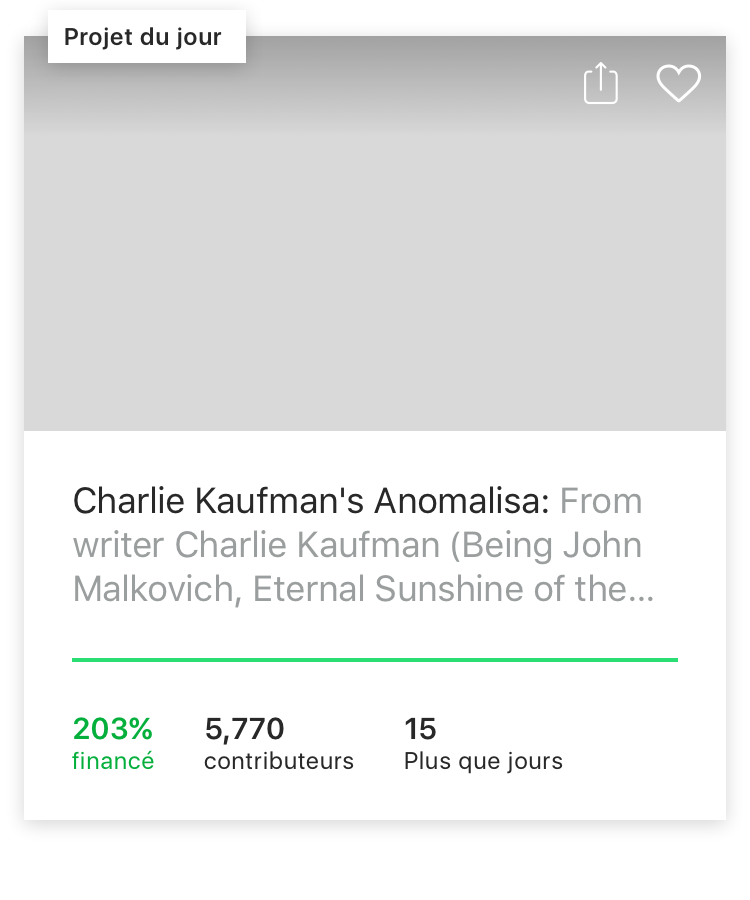 Projet du jour
Charlie Kaufman's Anomalisa: From
writer Charlie Kaufman (Being John
Malkovich, Eternal Sunshine of the...
203% 5,770 15
financé contributeurs Plus que jours